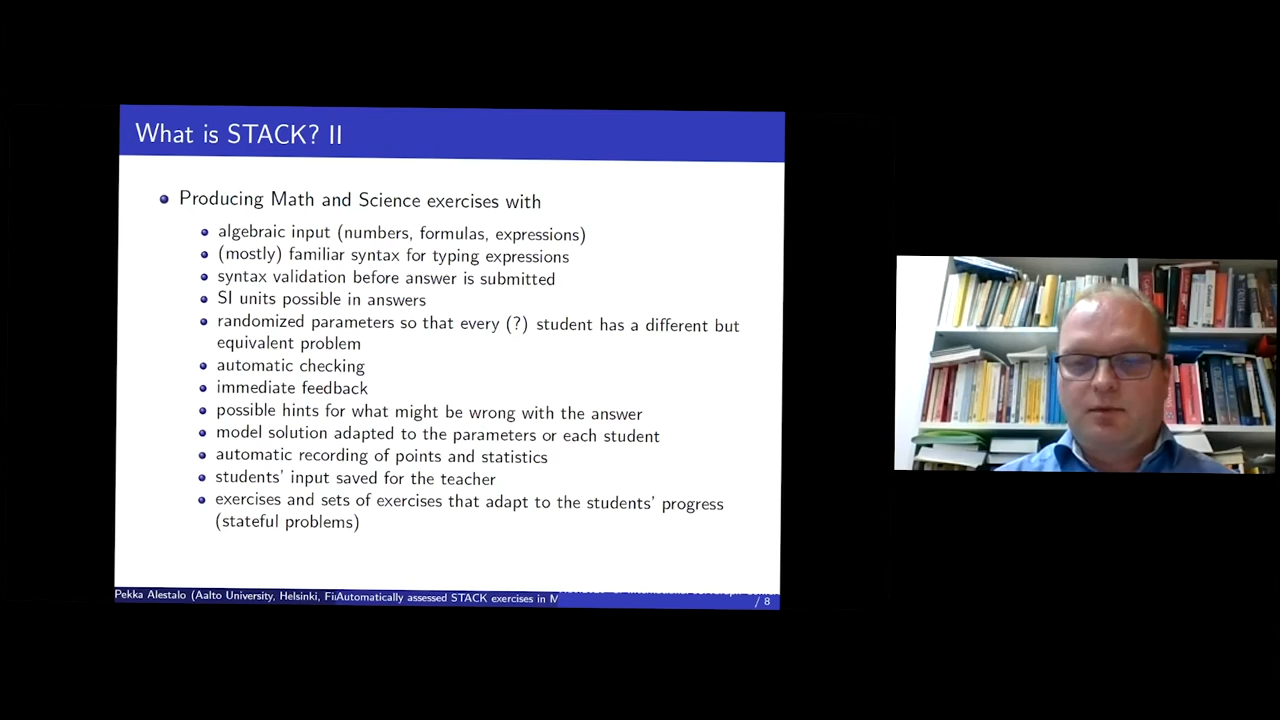 What is STACK? II
Producing Math and Science exercises with
algebraic input (numbers, formulas, expressions)
(mostly) familiar syntax for typing expressions
syntax validation before answer is submitted
SI units possible in answers
randomized parameters so that every (?) student has a different but
equivalent problem
automatic checking
immediate feedback
possible hints for what might be wrong with the answer
model solution adapted to the parameters or each student
automatic recording of points and statistics
students' input saved for the teacher
exercises and sets of exercises that adapt to the students' progress
(stateful problems)
Pekka Alestalo (Aalto University, Helsinki, Fi Automatically assessed STACK exercises in M
/ 8